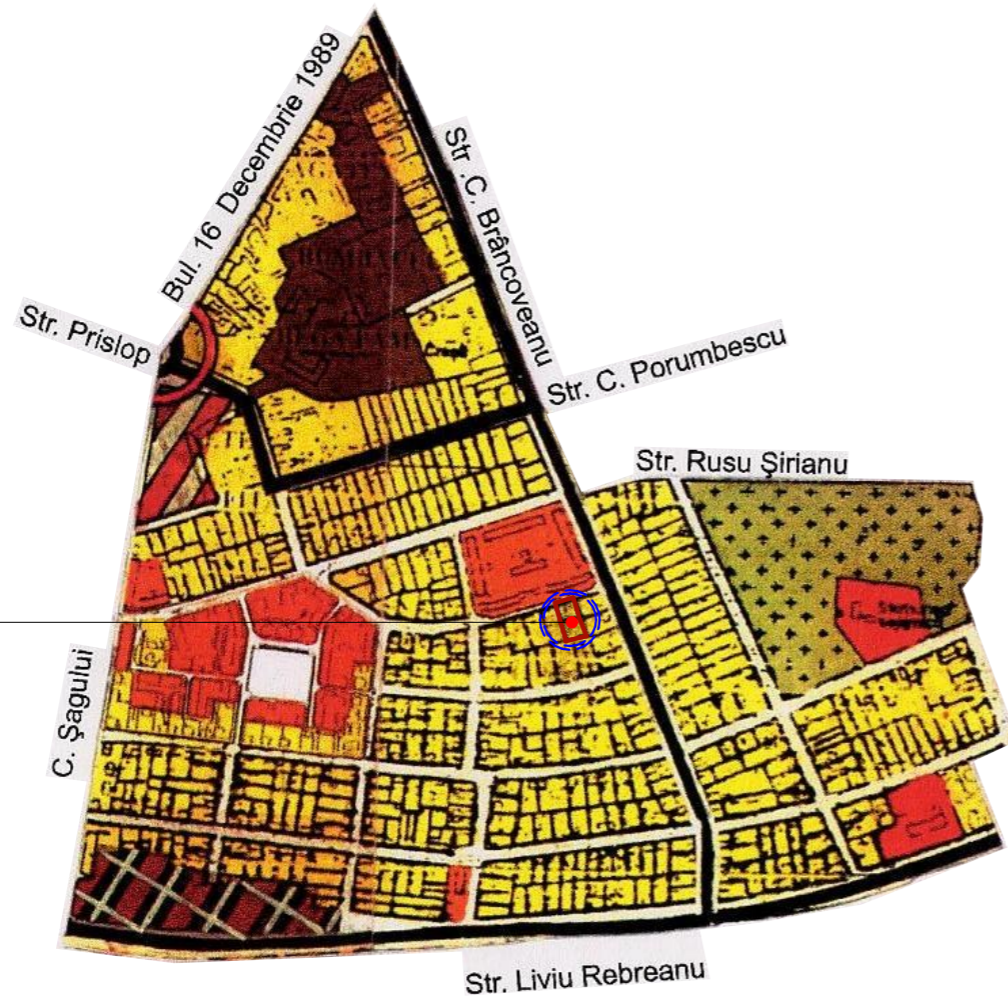 Bul. 16 Decembrie 1989
Str .C. Brâncoveanu
Str. Prislop
Str. C. Porumbescu
Str. Rusu Şirianu
C. Şagului
Str. Liviu Rebreanu